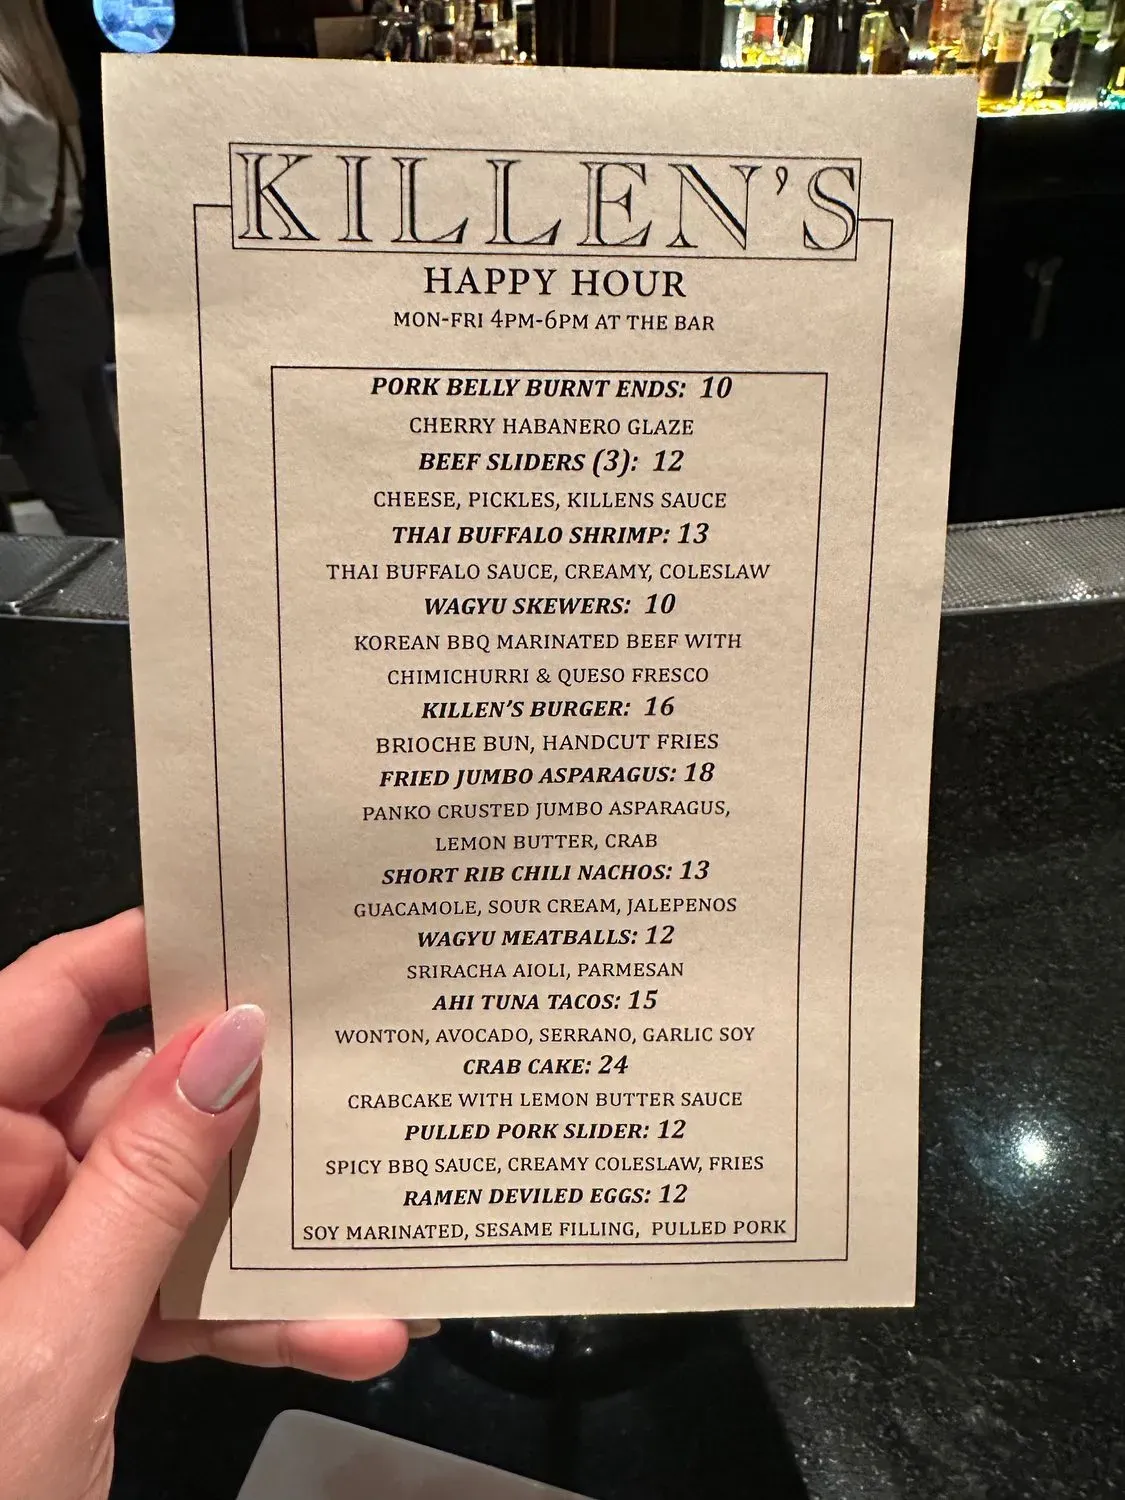 KILLEN'S
HAPPY HOUR
MON-FRI 4PM-6PM AT THE BAR
PORK BELLY BURNT ENDS: 10
CHERRY HABANERO GLAZE
BEEF SLIDERS (3): 12
CHEESE, PICKLES, KILLENS SAUCE
THAI BUFFALO SHRIMP: 13
THAI BUFFALO SAUCE, CREAMY, COLESLAW
WAGYU SKEWERS: 10
KOREAN BBQ MARINATED BEEF WITH
CHIMICHURRI & QUESO FRESCO
KILLEN'S BURGER: 16
BRIOCHE BUN, HANDCUT FRIES
FRIED JUMBO ASPARAGUS: 18
PANKO CRUSTED JUMBO ASPARAGUS,
LEMON BUTTER, CRAB
SHORT RIB CHILI NACHOS: 13
GUACAMOLE, SOUR CREAM, JALEPENOS
WAGYU MEATBALLS: 12
SRIRACHA AIOLI, PARMESAN
AHI TUNA TACOS: 15
WONTON, AVOCADO, SERRANO, GARLIC SOY
CRAB CAKE: 24
CRABCAKE WITH LEMON BUTTER SAUCE
PULLED PORK SLIDER: 12
SPICY BBQ SAUCE, CREAMY COLESLAW, FRIES
RAMEN DEVILED EGGS: 12
SOY MARINATED, SESAME FILLING, PULLED PORK